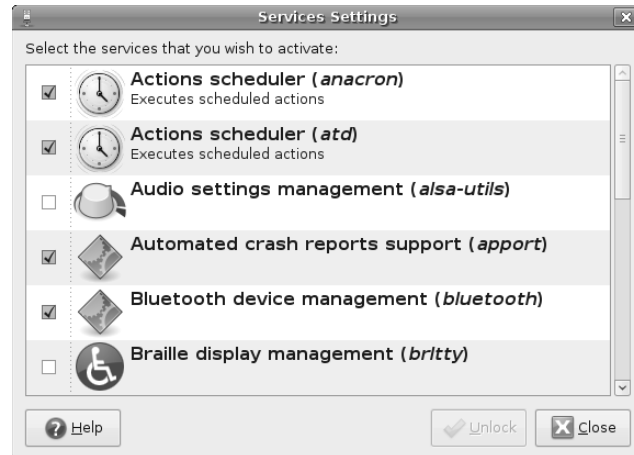 Services Settings
Select the services that you wish to activate:
Actions scheduler (anacron)
Executes scheduled actions
Actions scheduler (atd)
Executes scheduled actions
Audio settings management (alsa-utils)
Automated crash reports support (apport)
Bluetooth device management (bluetooth)
Braille display management (brltty)
Help
Unlock
Close